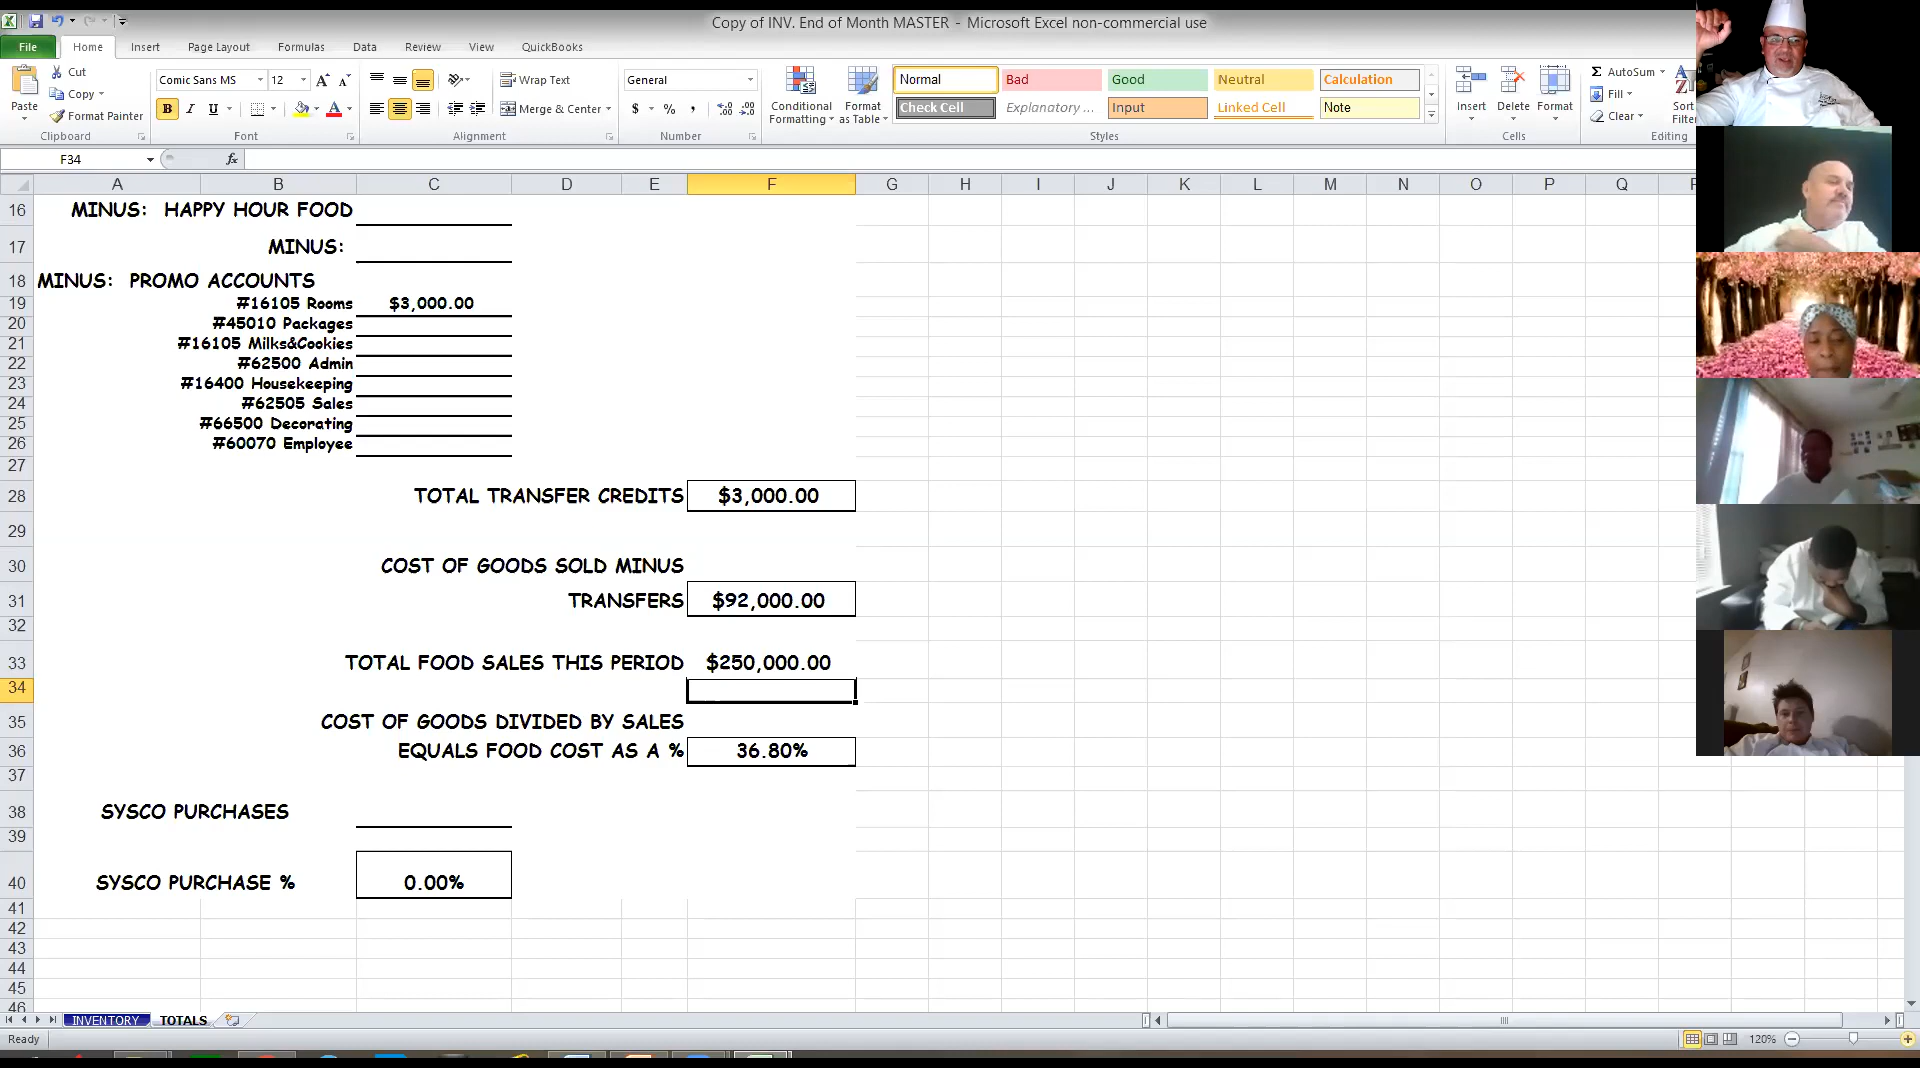 Copy of INV. End of Month MASTER - Microsoft Excel non-commercial use
File Home Insert Page Layout Formulas Data Review View QuickBooks
Cut
Copy
Format Painter
Paste
Clipboard
Comic Sans MS 12
B I U
Font
Wrap Text
Merge & Center
Alignment
General
$ % ,
Number
Conditional Formatting
Format as Table
Normal Bad Good Neutral Calculation
Check Cell Explanatory ... Input Linked Cell Note
Styles
Insert Delete Format
Cells
AutoSum
Fill
Clear
Sort
Filter
Editing
F34 fx
A B C D E F G H I J K L M N O P Q
16 MINUS: HAPPY HOUR FOOD
17 MINUS:
18 MINUS: PROMO ACCOUNTS
19 #16105 Rooms $3,000.00
20 #45010 Packages
21 #16105 Milks&Cookies
22 #62500 Admin
23 #16400 Housekeeping
24 #62505 Sales
25 #66500 Decorating
26 #60070 Employee
27
28 TOTAL TRANSFER CREDITS $3,000.00
29
30 COST OF GOODS SOLD MINUS
31 TRANSFERS $92,000.00
32
33 TOTAL FOOD SALES THIS PERIOD $250,000.00
34
35 COST OF GOODS DIVIDED BY SALES
36 EQUALS FOOD COST AS A % 36.80%
37
38 SYSCO PURCHASES
39
40 SYSCO PURCHASE % 0.00%
41
42
43
44
45
46
INVENTORY TOTALS
Ready 120%